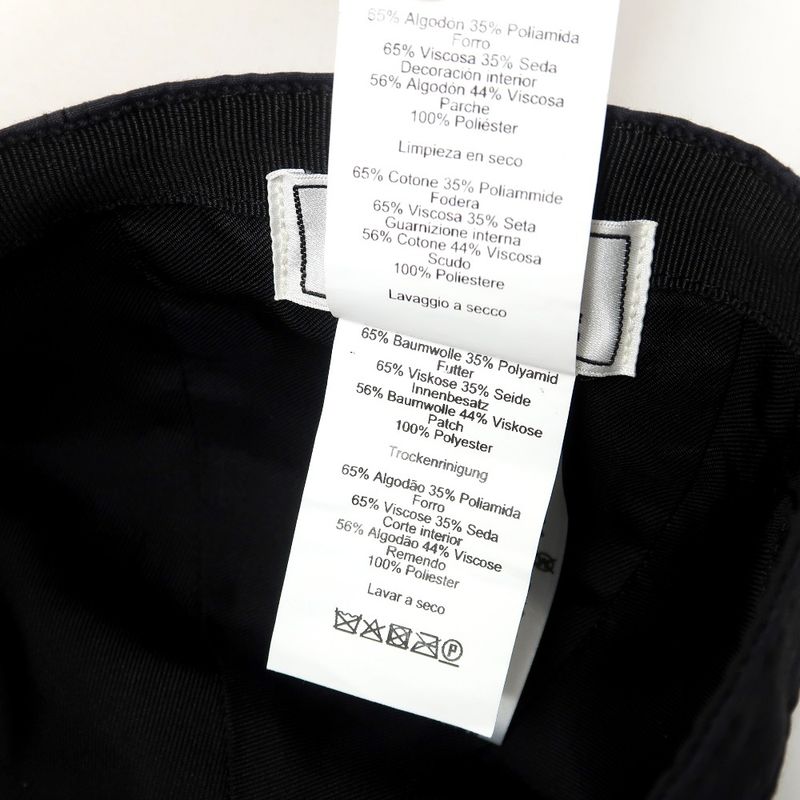 65% Algodón 35% Poliamida
Forro
65% Viscosa 35% Seda
Decoración interior
56% Algodón 44% Viscosa
Parche
100% Poliéster
Limpieza en seco
65% Cotone 35% Poliammide
Fodera
65% Viscosa 35% Seta
Guarnizione interna
56% Cotone 44% Viscosa
Scudo
100% Poliestere
Lavaggio a secco
65% Baumwolle 35% Polyamid
Futter
65% Viskose 35% Seide
Innenbesatz
56% Baumwolle 44% Viskose
Patch
100% Polyester
Trockenrinigung
65% Algodão 35% Poliamida
Forro
65% Viscose 35% Seda
Corte interior
56% Algodão 44% Viscose
Remendo
100% Poliester
Lavar a seco
P